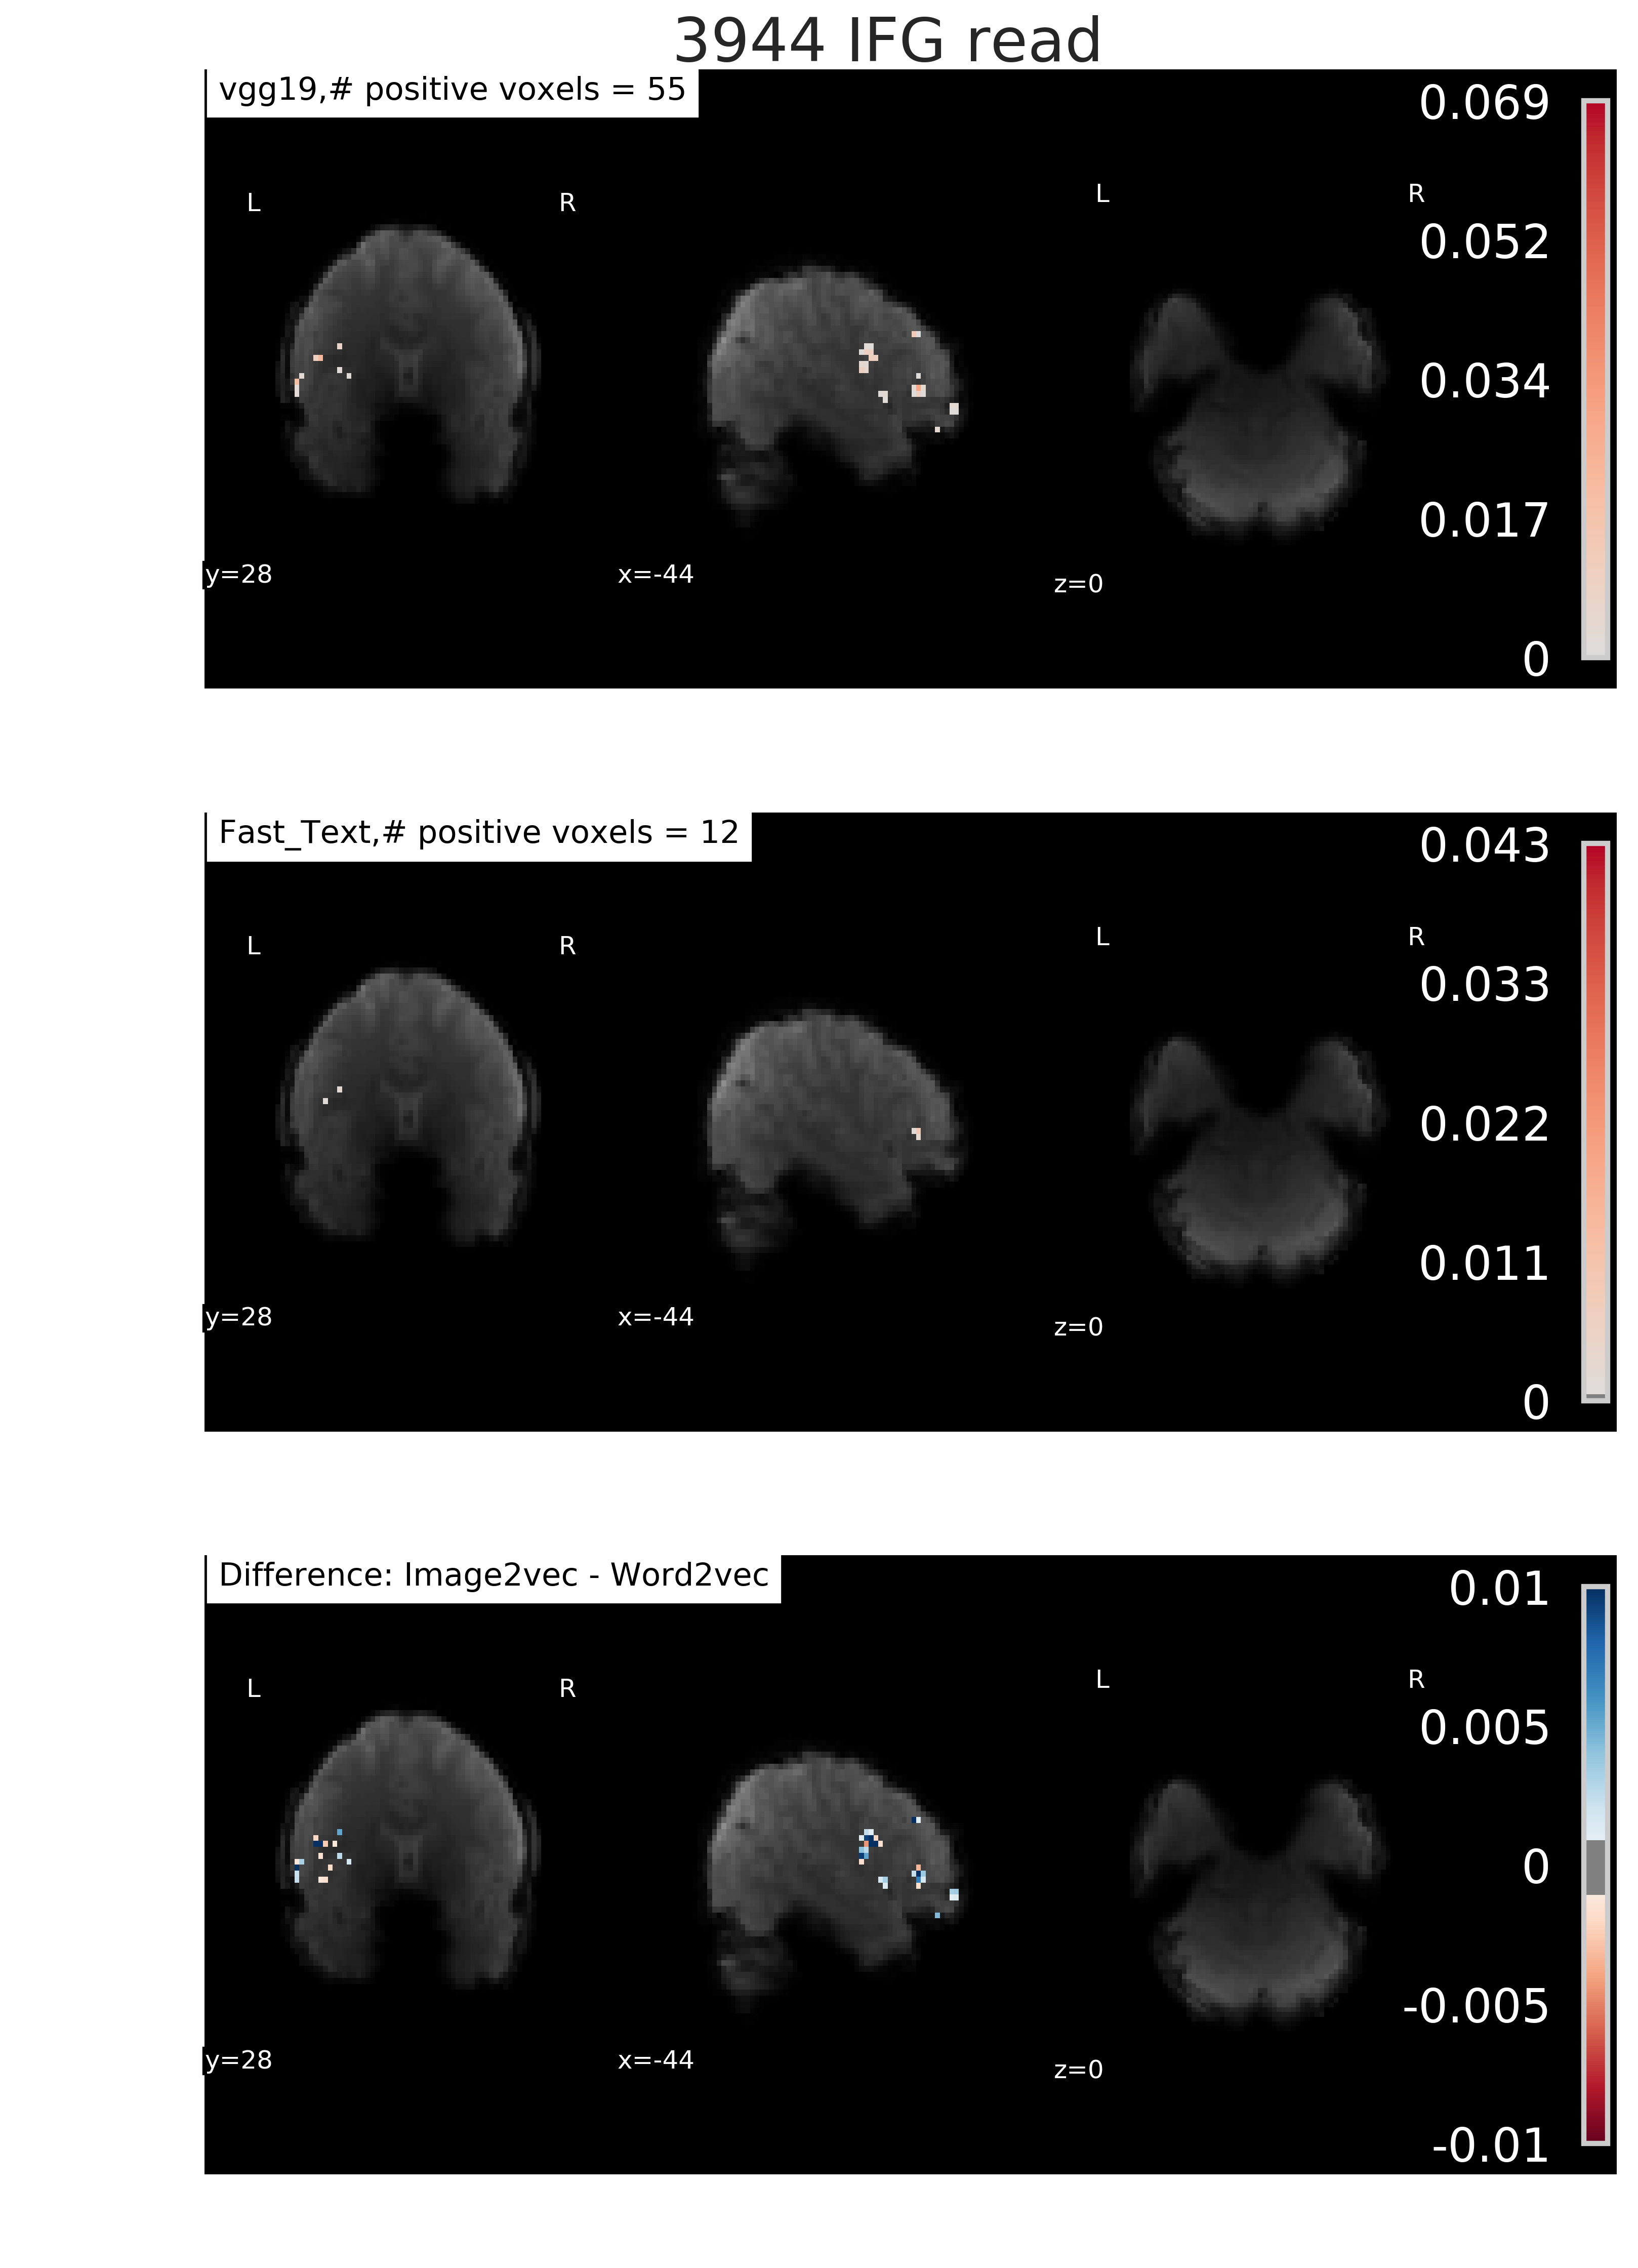 3944 IFG read
vgg19,# positive voxels = 55
0.069
L R L R
0.052
0.034
0.017
y=28 x=-44 z=0
0
Fast_Text,# positive voxels = 12
0.043
L R L R
0.033
0.022
0.011
y=28 x=-44 z=0
0
Difference: Image2vec - Word2vec
0.01
L R L R
0.005
0
-0.005
y=28 x=-44 z=0
-0.01